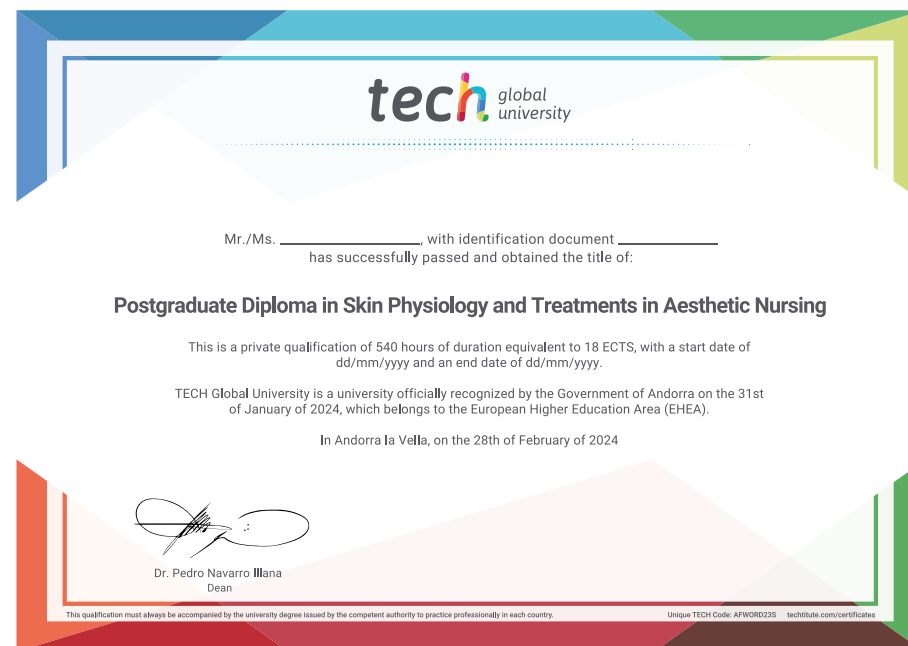 tech global
university
Mr./Ms. ____________, with identification document ____________
has successfully passed and obtained the title of:
Postgraduate Diploma in Skin Physiology and Treatments in Aesthetic Nursing
This is a private qualification of 540 hours of duration equivalent to 18 ECTS, with a start date of
dd/mm/yyyy and an end date of dd/mm/yyyy.
TECH Global University is a university officially recognized by the Government of Andorra on the 31st
of January of 2024, which belongs to the European Higher Education Area (EHEA).
In Andorra la Vella, on the 28th of February of 2024
Dr. Pedro Navarro Illana
Dean
This qualification must always be accompanied by the university degree issued by the competent authority to practice professionally in each country. Unique TECH Code: AFWORD23S techtitute.com/certificates